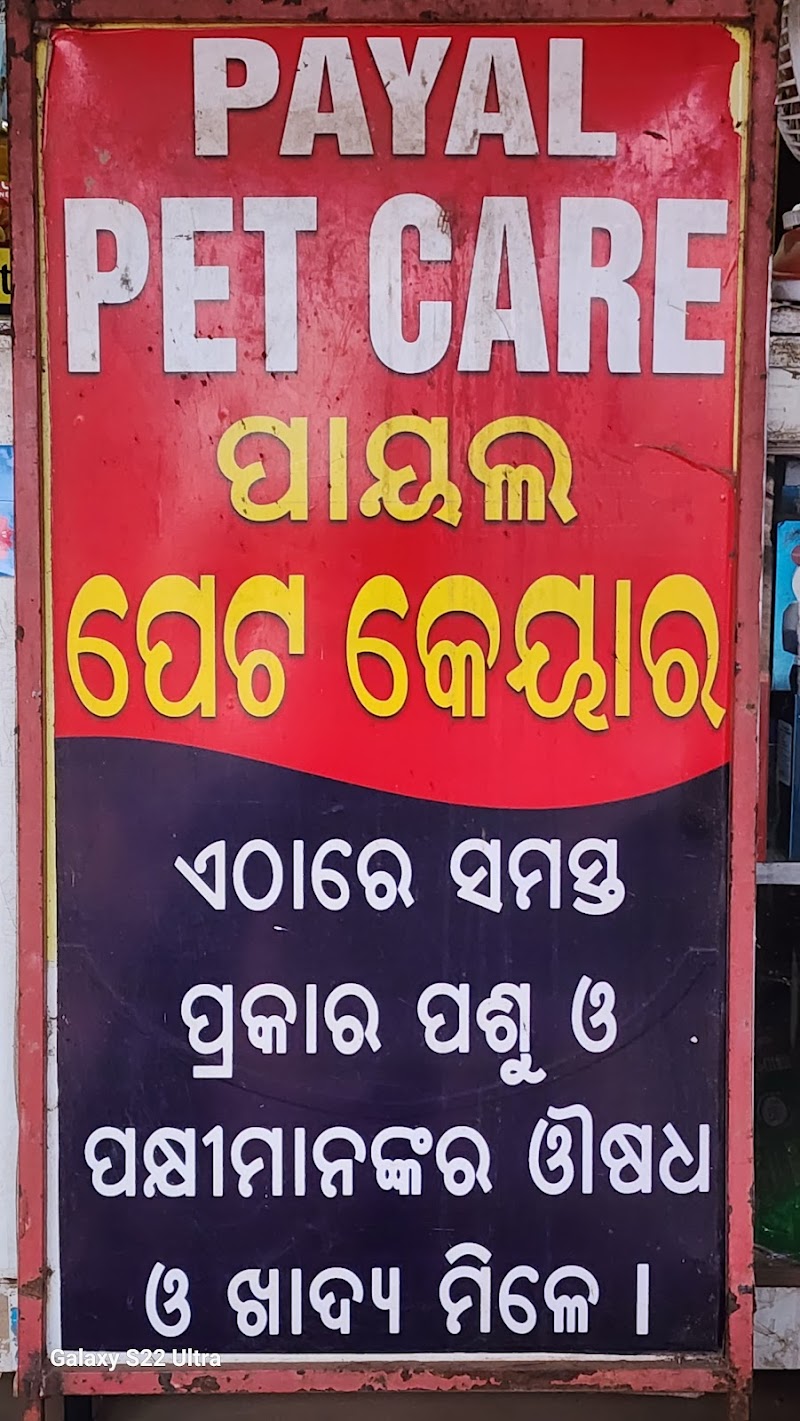 PAYAL
PET CARE
ପାୟଲ
ପେଟ କେୟାର
ଏଠାରେ ସମସ୍ତ
ପ୍ରକାର ପଶୁ ଓ
ପକ୍ଷୀମାନଙ୍କର ଔଷଧ
ଓ ଖାଦ୍ୟ ମିଳେ ।
Galaxy S22 Ultra